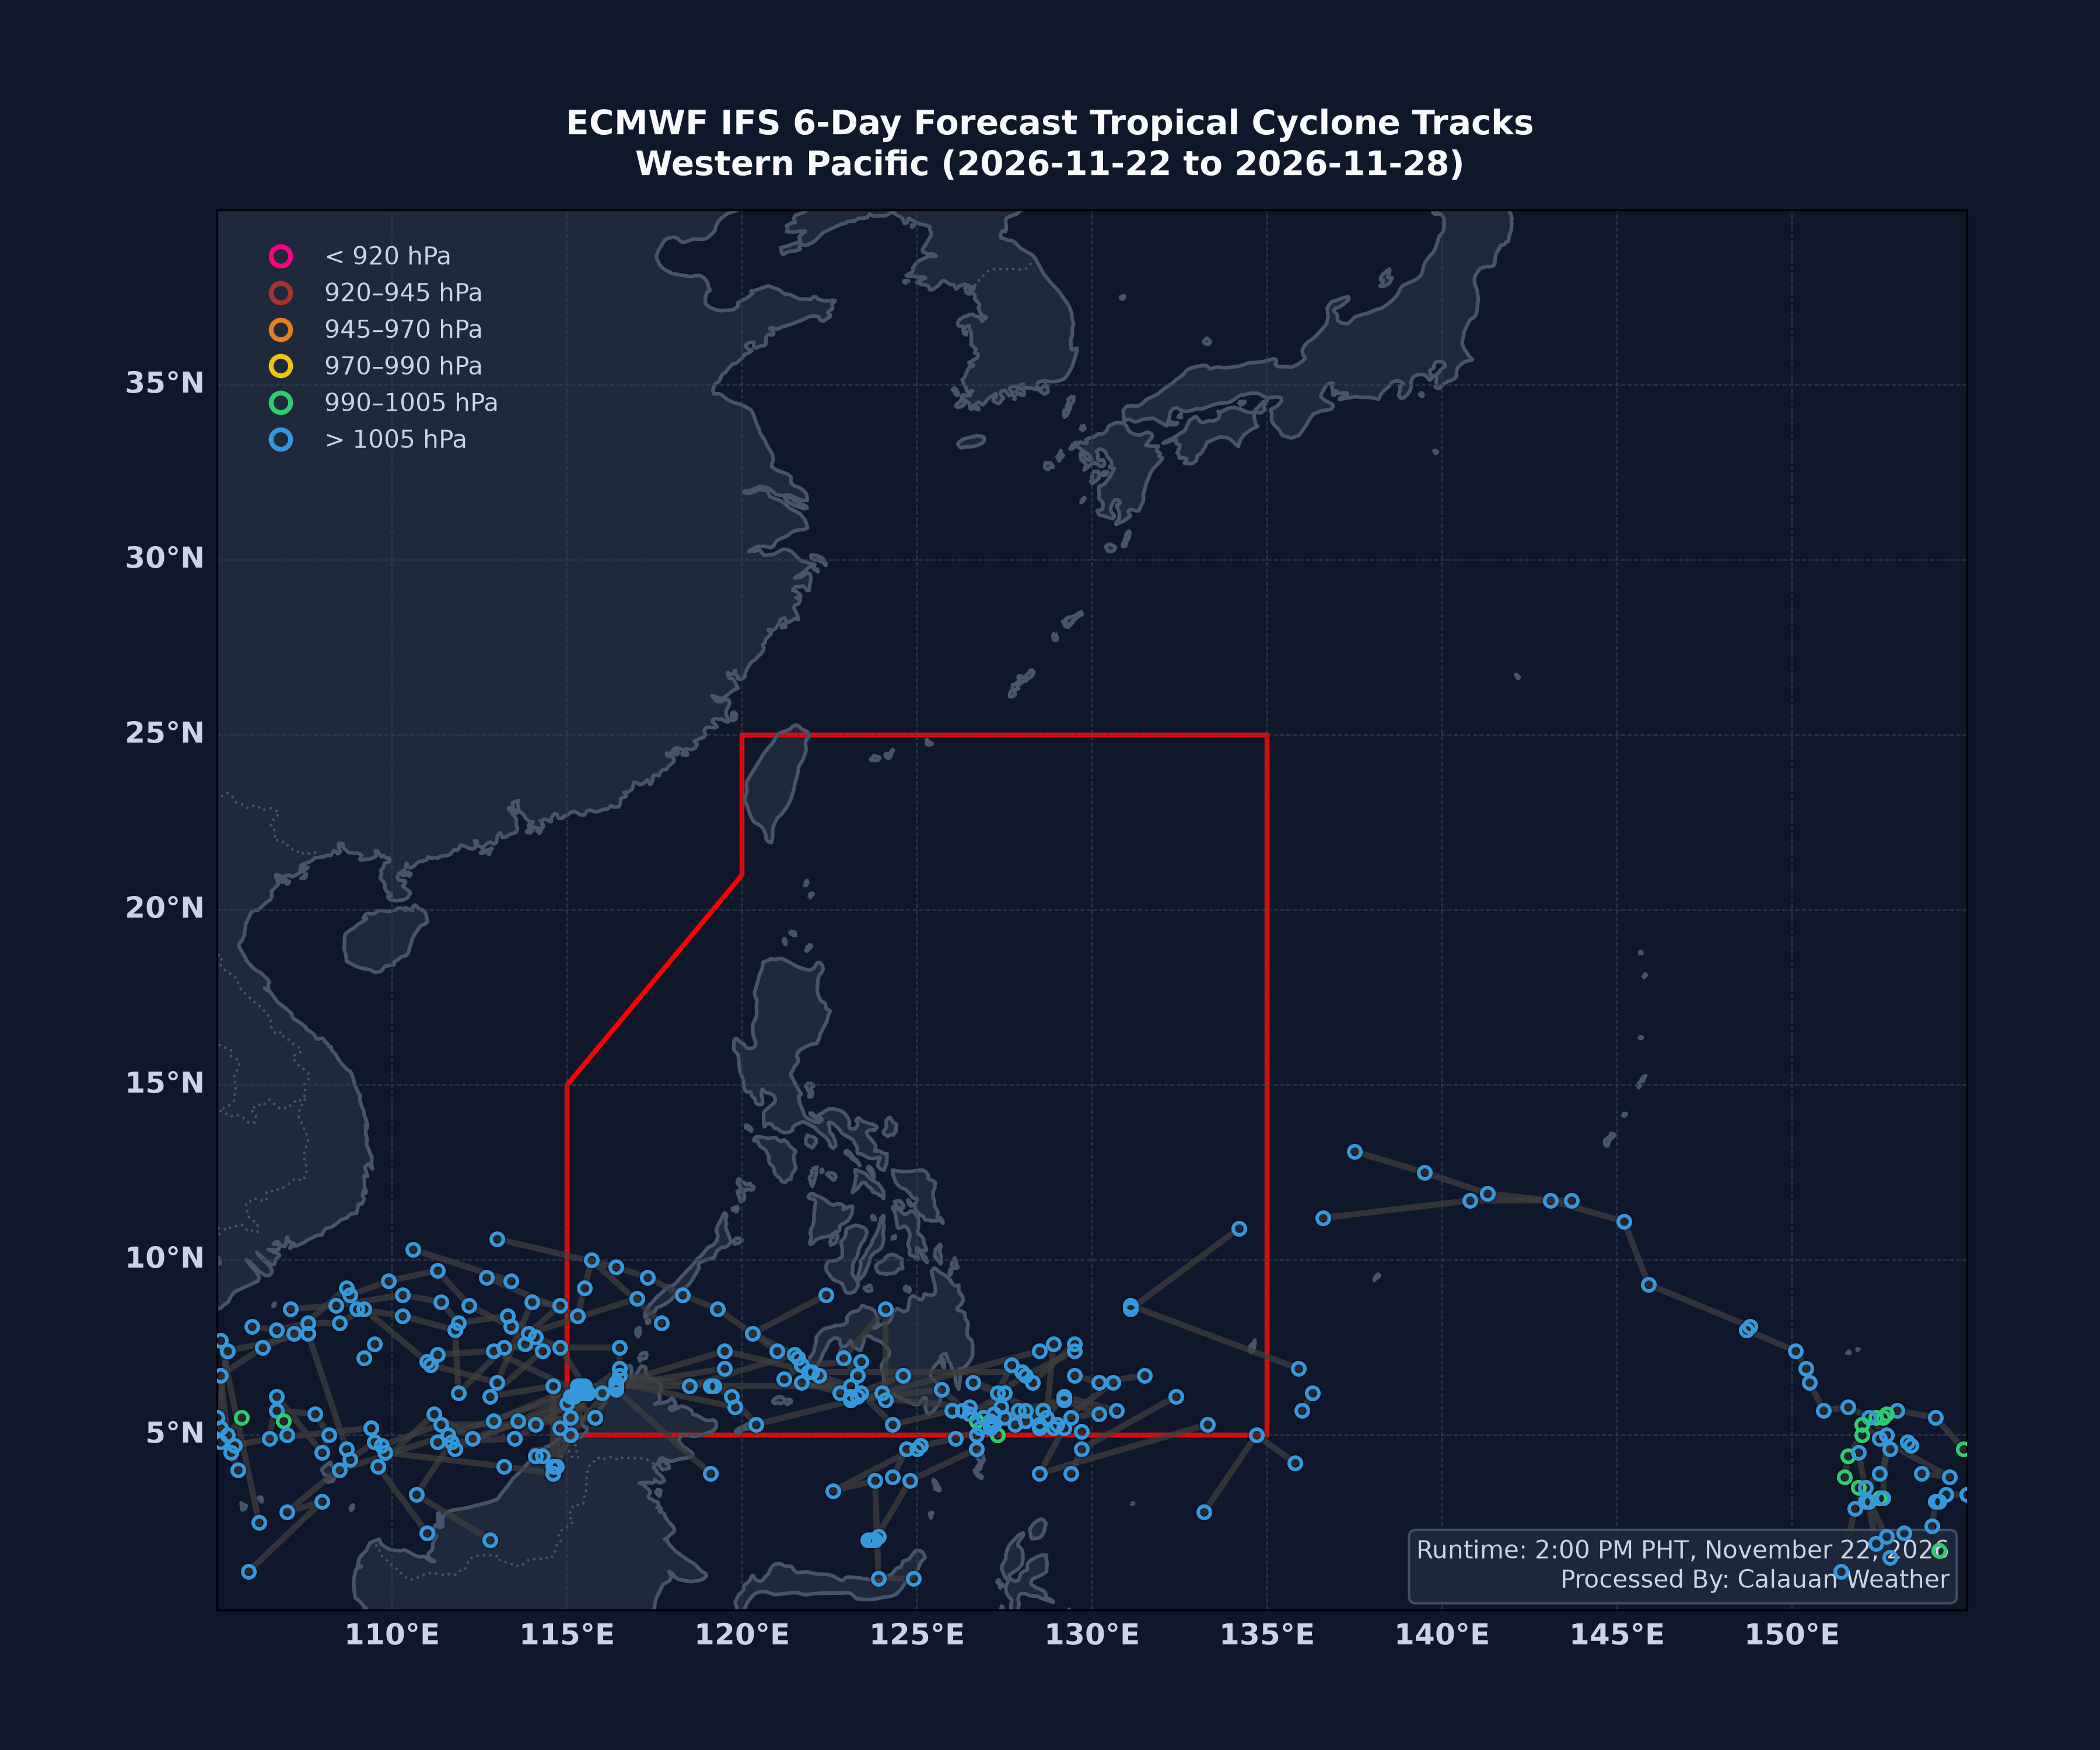 ECMWF IFS 6-Day Forecast Tropical Cyclone Tracks
Western Pacific (2026-11-22 to 2026-11-28)
< 920 hPa
920–945 hPa
945–970 hPa
970–990 hPa
990–1005 hPa
> 1005 hPa
35°N
30°N
25°N
20°N
15°N
10°N
5°N
Runtime: 2:00 PM PHT, November 22, 2026
Processed By: Calauan Weather
110°E
115°E
120°E
125°E
130°E
135°E
140°E
145°E
150°E